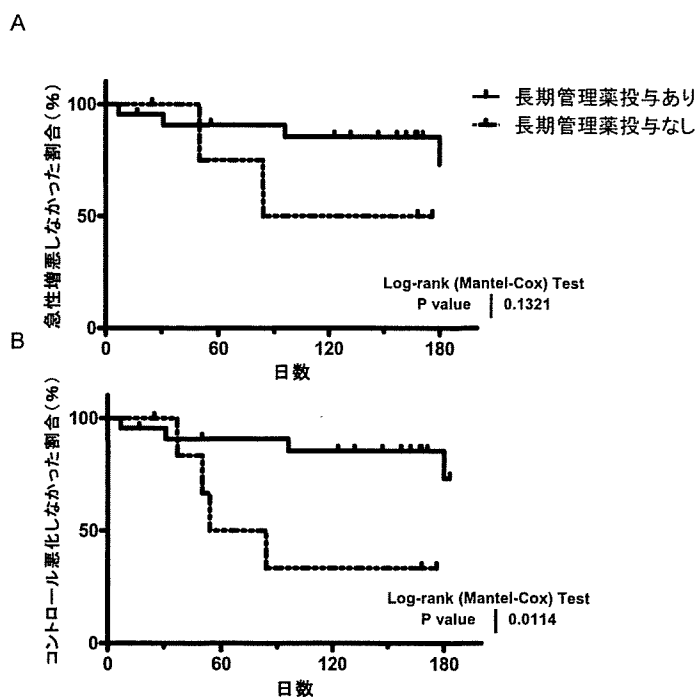 A
急性増悪しなかった割合(%)
100
50
0
0 60 120 180
日数
長期管理薬投与あり
長期管理薬投与なし
Log-rank (Mantel-Cox) Test
P value 0.1321
B
コントロール悪化しなかった割合(%)
100
50
0
0 60 120 180
日数
Log-rank (Mantel-Cox) Test
P value 0.0114